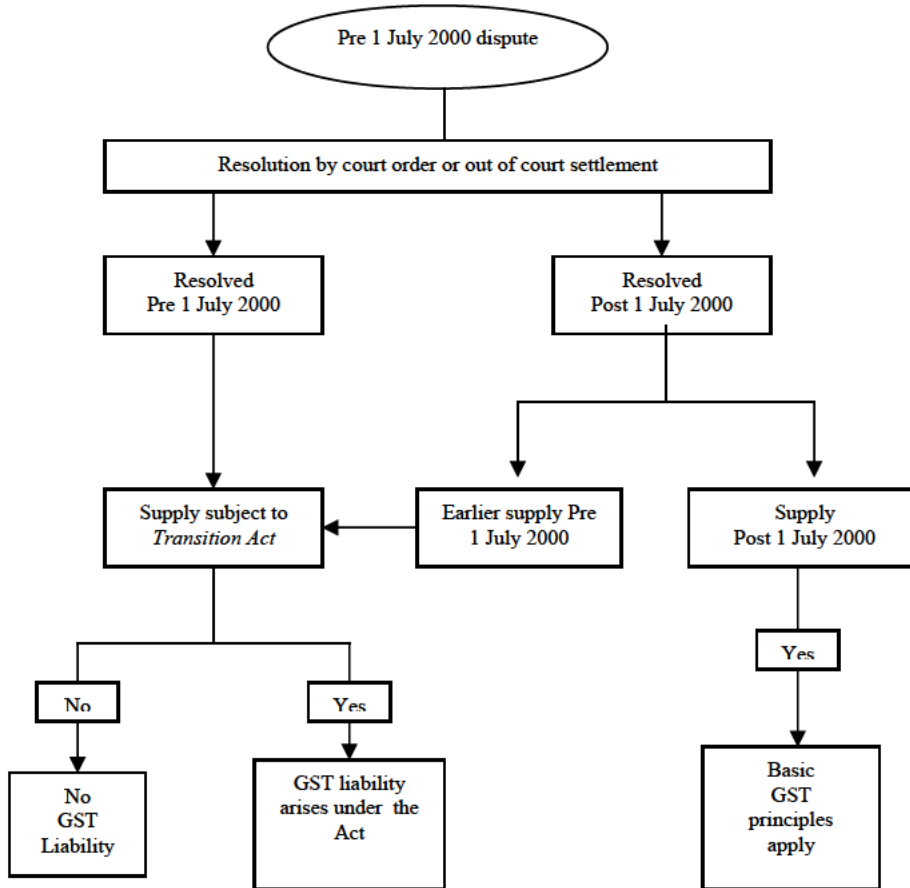 Pre 1 July 2000 dispute
Resolution by court order or out of court settlement
Resolved
Pre 1 July 2000
Resolved
Post 1 July 2000
Supply subject to
Transition Act
Earlier supply Pre
1 July 2000
Supply
Post 1 July 2000
Yes
No
Yes
No
GST
Liability
GST liability
arises under the
Act
Basic
GST
principles
apply